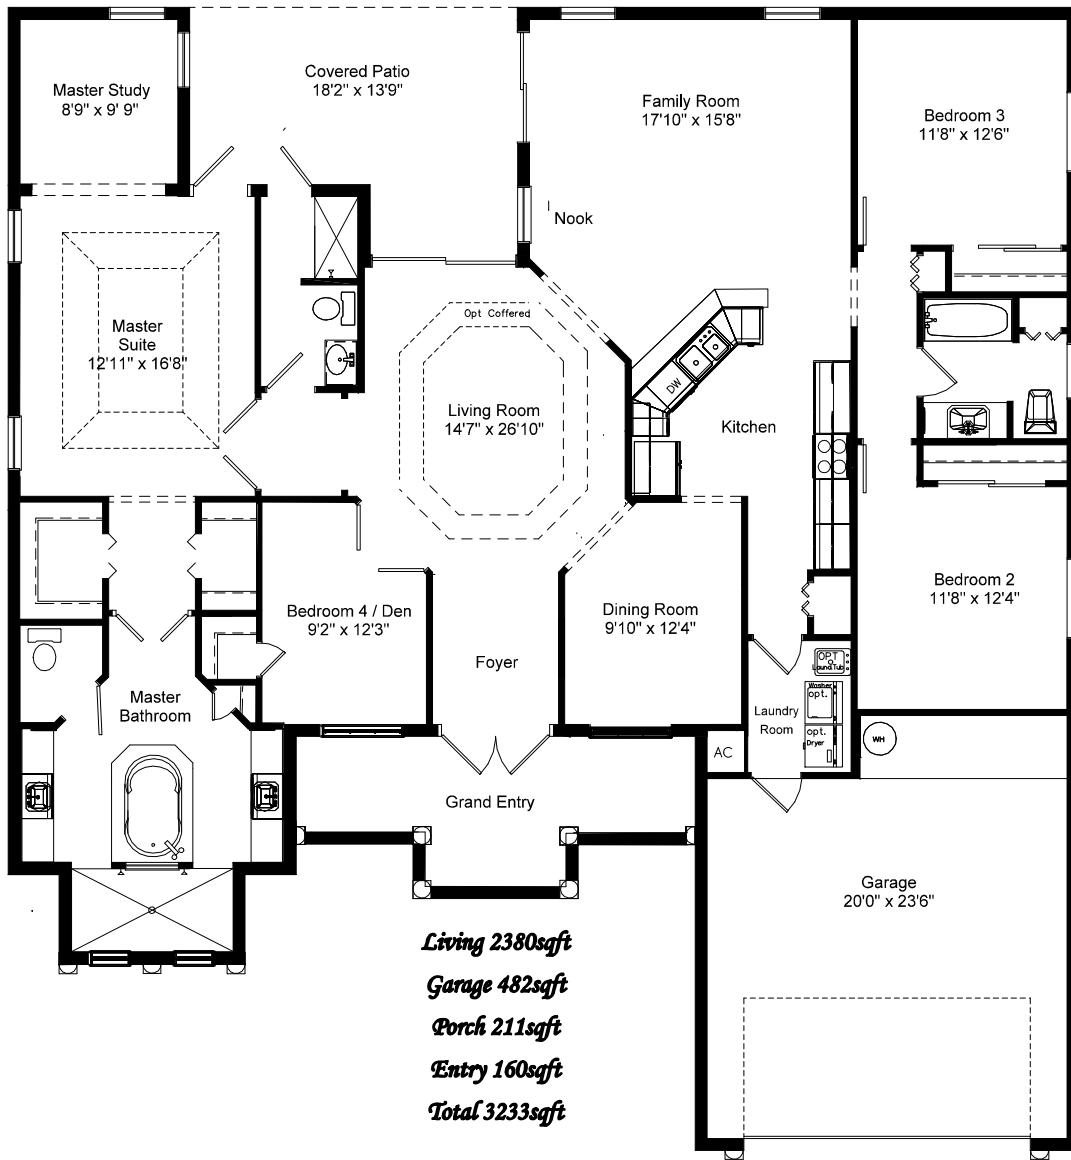 Master Study
8'9" x 9' 9"
Covered Patio
18'2" x 13'9"
Family Room
17'10" x 15'8"
Bedroom 3
11'8" x 12'6"
Nook
Opt Coffered
Master
Suite
12'11" x 16'8"
Living Room
14'7" x 26'10"
DW
Kitchen
Bedroom 2
11'8" x 12'4"
Bedroom 4 / Den
9'2" x 12'3"
Dining Room
9'10" x 12'4"
Foyer
Master
Bathroom
OPT
Laund.Tub
Washer
opt.
Laundry
Room
opt.
Dryer
AC
WH
Grand Entry
Garage
20'0" x 23'6"
Living 2380sqft
Garage 482sqft
Porch 211sqft
Entry 160sqft
Total 3233sqft